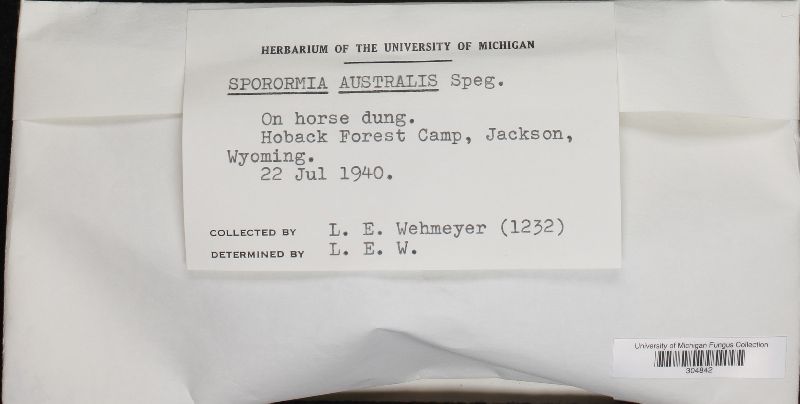 HERBARIUM OF THE UNIVERSITY OF MICHIGAN
SPORORMIA AUSTRALIS Speg.
On horse dung.
Hoback Forest Camp, Jackson,
Wyoming.
22 Jul 1940.
COLLECTED BY L. E. Wehmeyer (1232)
DETERMINED BY L. E. W.
University of Michigan Fungus Collection
304842